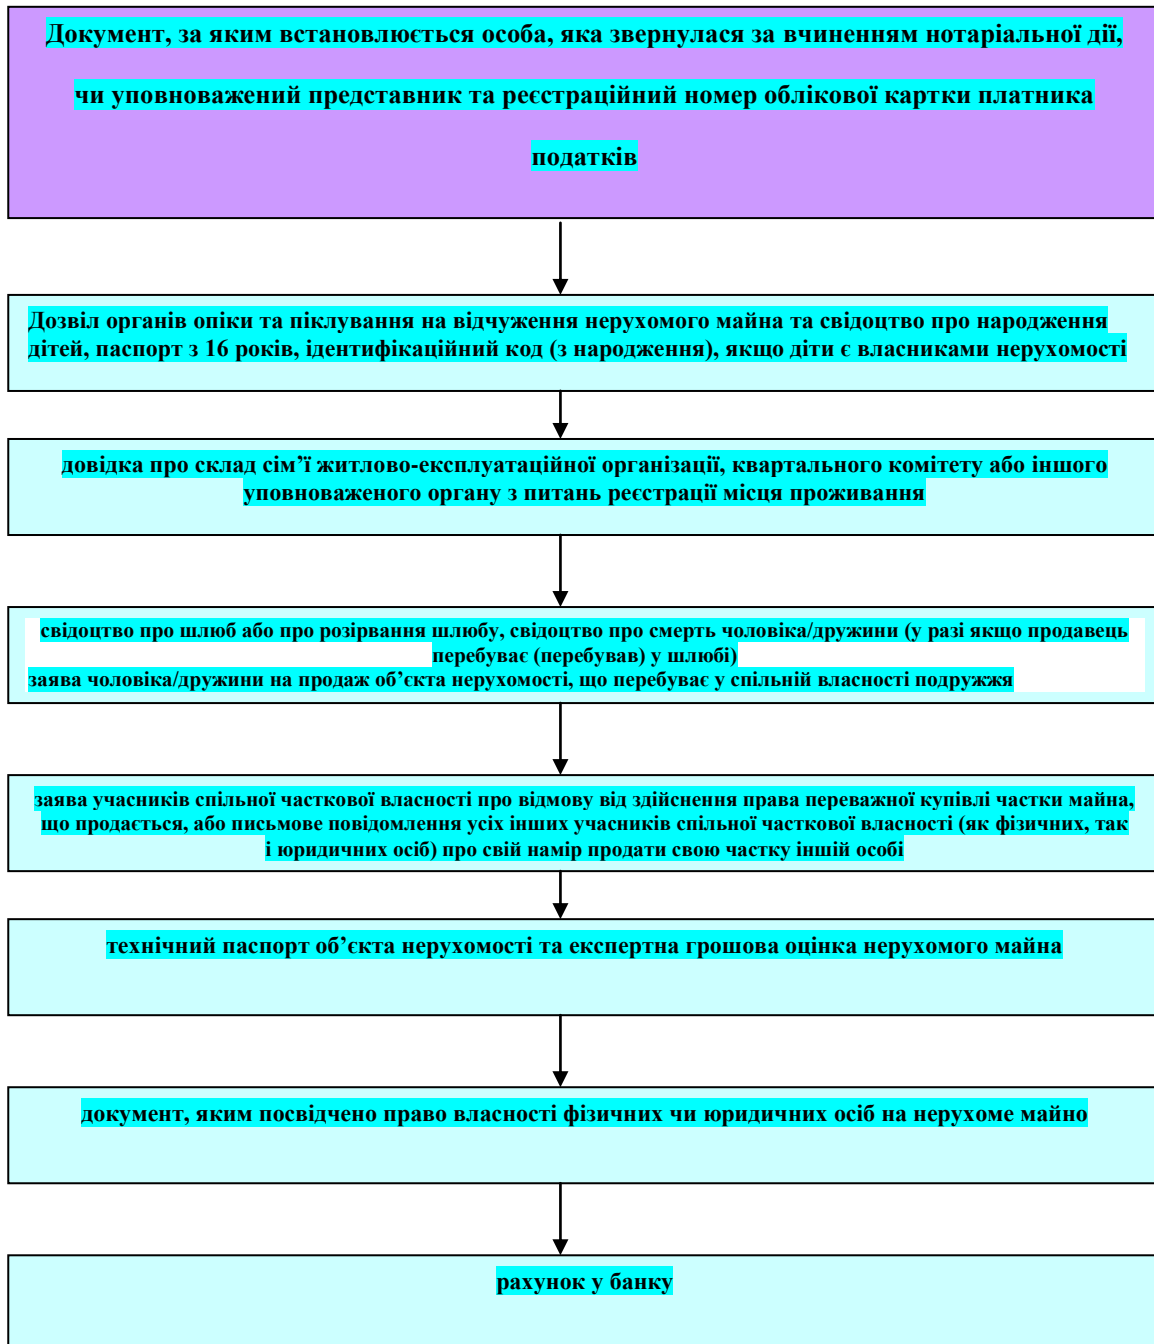 Документ, за яким встановлюється особа, яка звернулася за вчиненням нотаріальної дії,
чи уповноважений представник та реєстраційний номер облікової картки платника
податків
Дозвіл органів опіки та піклування на відчуження нерухомого майна та свідоцтво про народження
дітей, паспорт з 16 років, ідентифікаційний код (з народження), якщо діти є власниками нерухомості
довідка про склад сім’ї житлово-експлуатаційної організації, квартального комітету або іншого
уповноваженого органу з питань реєстрації місця проживання
свідоцтво про шлюб або про розірвання шлюбу, свідоцтво про смерть чоловіка/дружини (у разі якщо продавець
перебуває (перебував) у шлюбі)
заява чоловіка/дружини на продаж об’єкта нерухомості, що перебуває у спільній власності подружжя
заява учасників спільної часткової власності про відмову від здійснення права переважної купівлі частки майна,
що продається, або письмове повідомлення усіх інших учасників спільної часткової власності (як фізичних, так
і юридичних осіб) про свій намір продати свою частку іншій особі
технічний паспорт об’єкта нерухомості та експертна грошова оцінка нерухомого майна
документ, яким посвідчено право власності фізичних чи юридичних осіб на нерухоме майно
рахунок у банку